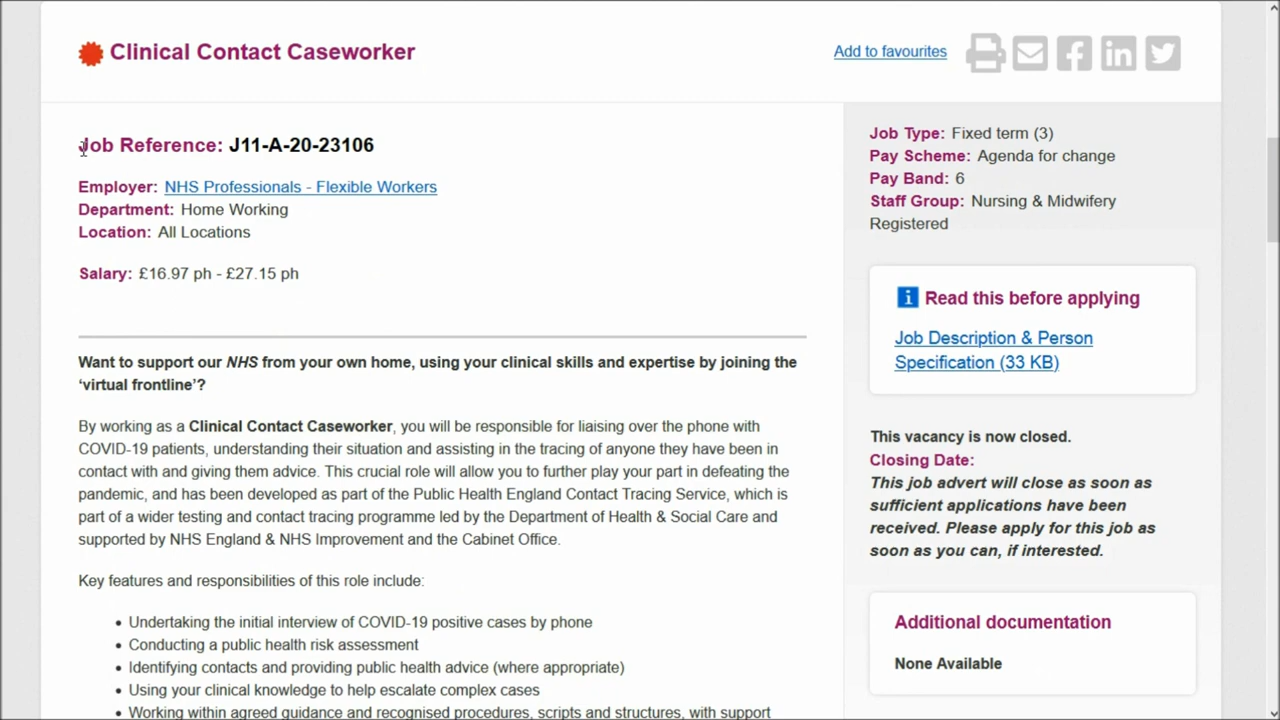 Clinical Contact Caseworker
Add to favourites
Job Reference: J11-A-20-23106
Employer: NHS Professionals - Flexible Workers
Department: Home Working
Location: All Locations
Salary: £16.97 ph - £27.15 ph
Want to support our NHS from your own home, using your clinical skills and expertise by joining the
‘virtual frontline’?
By working as a Clinical Contact Caseworker, you will be responsible for liaising over the phone with
COVID-19 patients, understanding their situation and assisting in the tracing of anyone they have been in
contact with and giving them advice. This crucial role will allow you to further play your part in defeating the
pandemic, and has been developed as part of the Public Health England Contact Tracing Service, which is
part of a wider testing and contact tracing programme led by the Department of Health & Social Care and
supported by NHS England & NHS Improvement and the Cabinet Office.
Key features and responsibilities of this role include:
• Undertaking the initial interview of COVID-19 positive cases by phone
• Conducting a public health risk assessment
• Identifying contacts and providing public health advice (where appropriate)
• Using your clinical knowledge to help escalate complex cases
• Working within agreed guidance and recognised procedures, scripts and structures, with support
Job Type: Fixed term (3)
Pay Scheme: Agenda for change
Pay Band: 6
Staff Group: Nursing & Midwifery
Registered
Read this before applying
Job Description & Person
Specification (33 KB)
This vacancy is now closed.
Closing Date:
This job advert will close as soon as
sufficient applications have been
received. Please apply for this job as
soon as you can, if interested.
Additional documentation
None Available